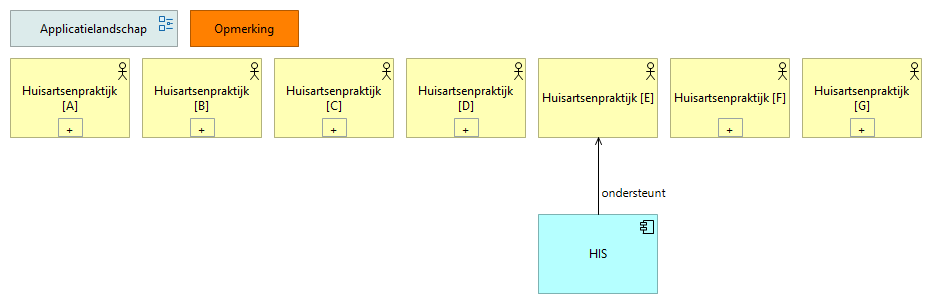 Applicatielandschap
Opmerking
Huisartsenpraktijk
[A]
+
Huisartsenpraktijk
[B]
+
Huisartsenpraktijk
[C]
+
Huisartsenpraktijk
[D]
+
Huisartsenpraktijk [E]
Huisartsenpraktijk [F]
+
Huisartsenpraktijk
[G]
+
ondersteunt
HIS